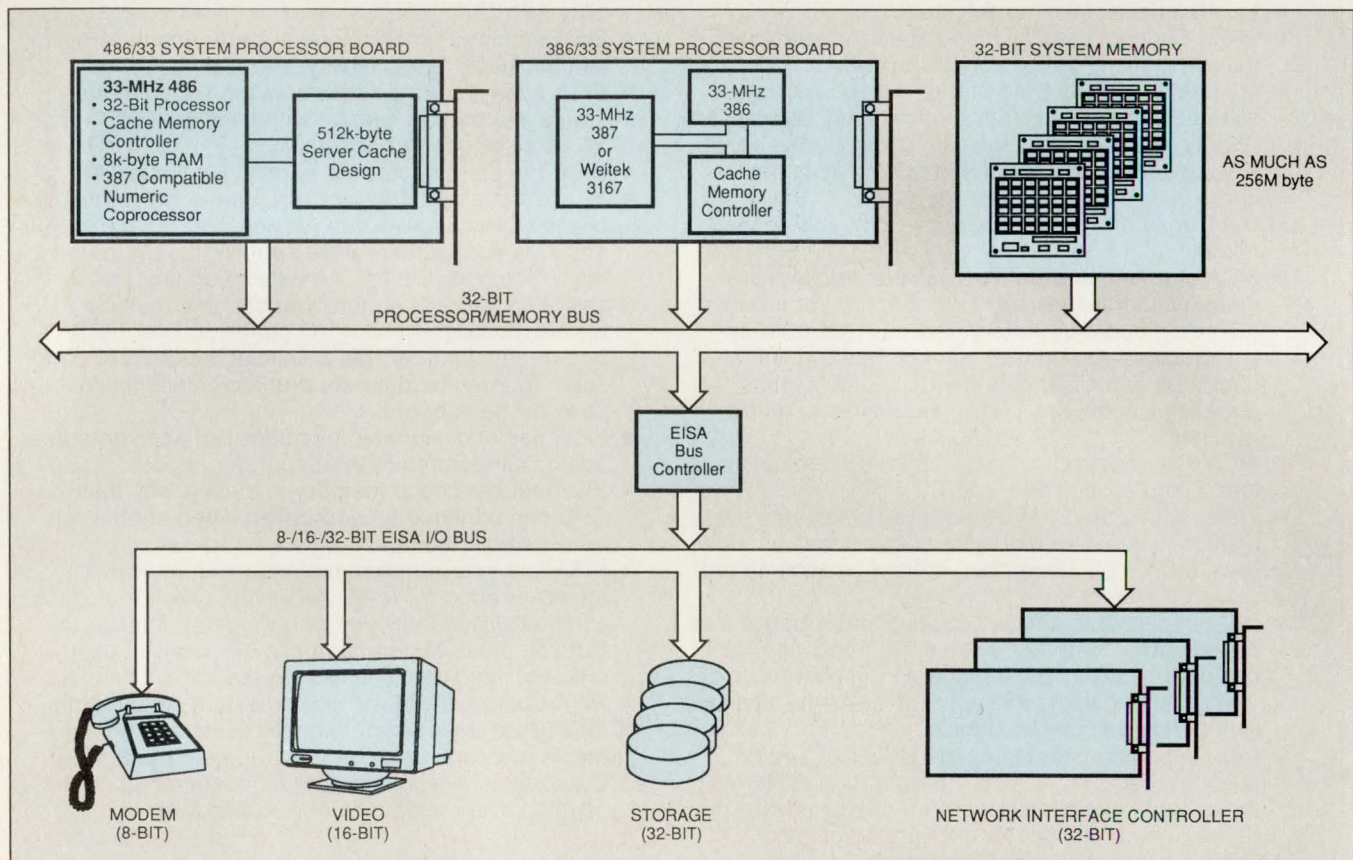 486/33 SYSTEM PROCESSOR BOARD
33-MHz 486
• 32-Bit Processor
• Cache Memory
Controller
• 8k-byte RAM
• 387 Compatible
Numeric
Coprocessor
512k-byte
Server Cache
Design
386/33 SYSTEM PROCESSOR BOARD
33-MHz
387
or
Weitek
3167
33-MHz
386
Cache
Memory
Controller
32-BIT SYSTEM MEMORY
AS MUCH AS
256M byte
32-BIT
PROCESSOR/MEMORY BUS
EISA
Bus
Controller
8-/16-/32-BIT EISA I/O BUS
MODEM
(8-BIT)
VIDEO
(16-BIT)
STORAGE
(32-BIT)
NETWORK INTERFACE CONTROLLER
(32-BIT)